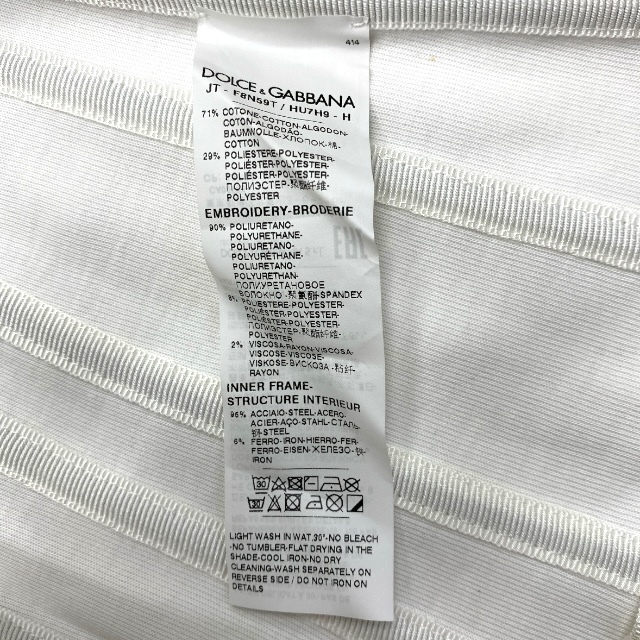 414
DOLCE & GABBANA
JT - F8N59T / HU7H9 - H
71% COTONE-COTTON-ALGODON-
COTON-ALGODÃO-
BAUMWOLLE-ХЛОПОК-棉-
COTTON
29% POLIESTERE-POLYESTER-
POLIÉSTER-POLYESTER-
POLIÉSTER-POLYESTER-
ПОЛИЭСТЕР-聚酯纤维-
POLYESTER
EMBROIDERY-BRODERIE
90% POLIURETANO-
POLYURETHANE-
POLIURETANO-
POLYURÉTHANE-
POLIURETANO-
POLYURETHAN-
ПОЛИУРЕТАНОВОЕ
ВОЛОКНО-聚氨酯-SPANDEX
8% POLIESTERE-POLYESTER-
POLIÉSTER-POLYESTER-
POLIÉSTER-POLYESTER-
ПОЛИЭСТЕР-聚酯纤维-
POLYESTER
2% VISCOSA-RAYON-VISCOSA-
VISCOSE-VISCOSE-
VISKOSE-ВИСКОЗА-粘纤-
RAYON
INNER FRAME-
STRUCTURE INTERIEUR
95% ACCIAIO-STEEL-ACERO-
ACIER-AÇO-STAHL-СТАЛЬ-
钢-STEEL
5% FERRO-IRON-HIERRO-FER-
FERRO-EISEN-ЖЕЛЕЗО-铁-
IRON
30
30
LIGHT WASH IN WAT.30°-NO BLEACH
-NO TUMBLER-FLAT DRYING IN THE
SHADE-COOL IRON-NO DRY
CLEANING-WASH SEPARATELY ON
REVERSE SIDE / DO NOT IRON ON
DETAILS